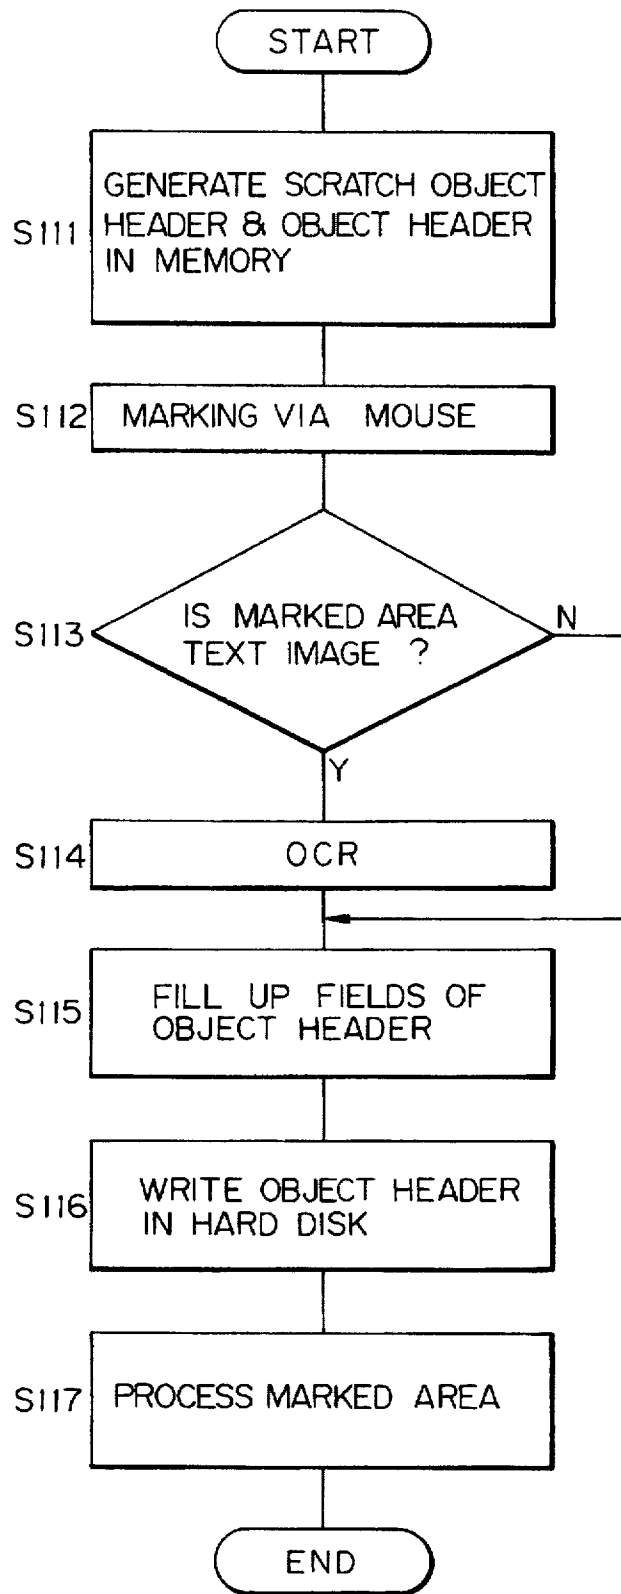 START
S111
GENERATE SCRATCH OBJECT
HEADER & OBJECT HEADER
IN MEMORY
S112
MARKING VIA MOUSE
S113
IS MARKED AREA
TEXT IMAGE ?
N
Y
S114
OCR
S115
FILL UP FIELDS OF
OBJECT HEADER
S116
WRITE OBJECT HEADER
IN HARD DISK
S117
PROCESS MARKED AREA
END